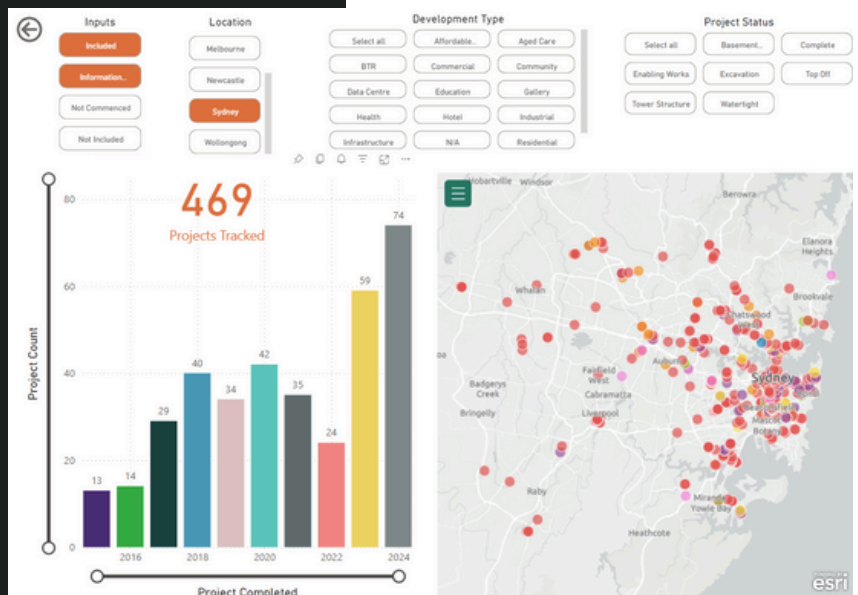 Inputs
Included
Information..
Not Commenced
Not Included
Location
Melbourne
Newcastle
Sydney
Wollongong
Development Type
Select all
Affordable..
Aged Care
BTR
Commercial
Community
Data Centre
Education
Gallery
Health
Hotel
Industrial
Infrastructure
N/A
Residential
Project Status
Select all
Basement..
Complete
Enabling Works
Excavation
Top Off
Tower Structure
Watertight
469
Projects Tracked
Project Count
80
60
40
20
0
13
14
29
40
34
42
35
24
59
74
2016
2018
2020
2022
2024
Project Completed
Hobartville
Windsor
Berowra
Elanora
Heights
Whalan
Brookvale
Chatswood
West
Auburn
Fairfield
West
Sydney
Badgerys
Creek
Cabramatta
Bringelly
Liverpool
Mascot
Botany
Raby
Miranda
Yowie Bay
Heathcote
esri